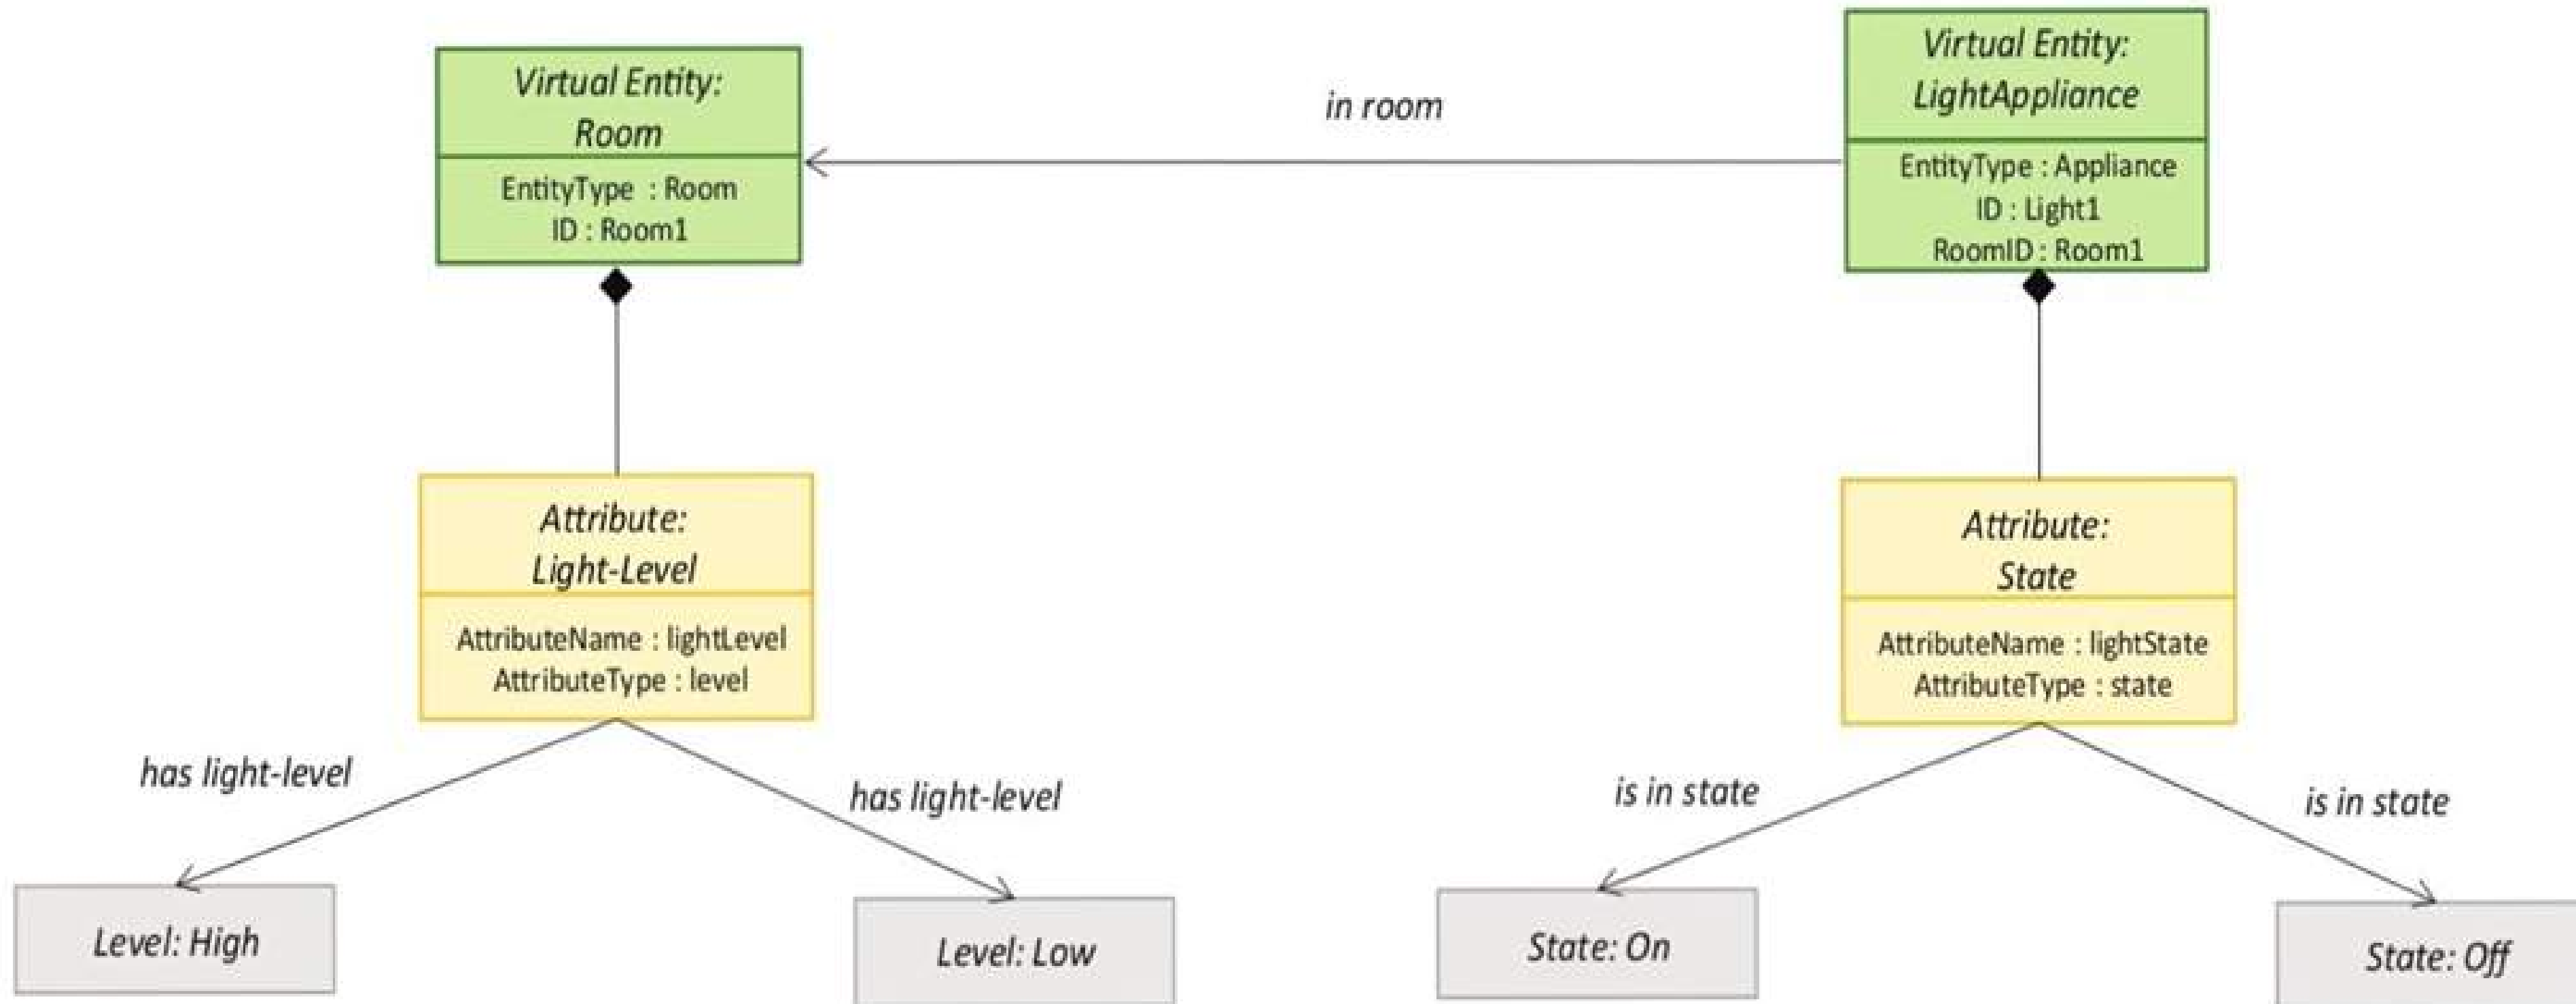 Virtual Entity:
Room
EntityType : Room
ID : Room1
in room
Virtual Entity:
LightAppliance
EntityType : Appliance
ID : Light1
RoomID : Room1
Attribute:
Light-Level
AttributeName : lightLevel
AttributeType : level
Attribute:
State
AttributeName : lightState
AttributeType : state
has light-level
has light-level
is in state
is in state
Level: High
Level: Low
State: On
State: Off